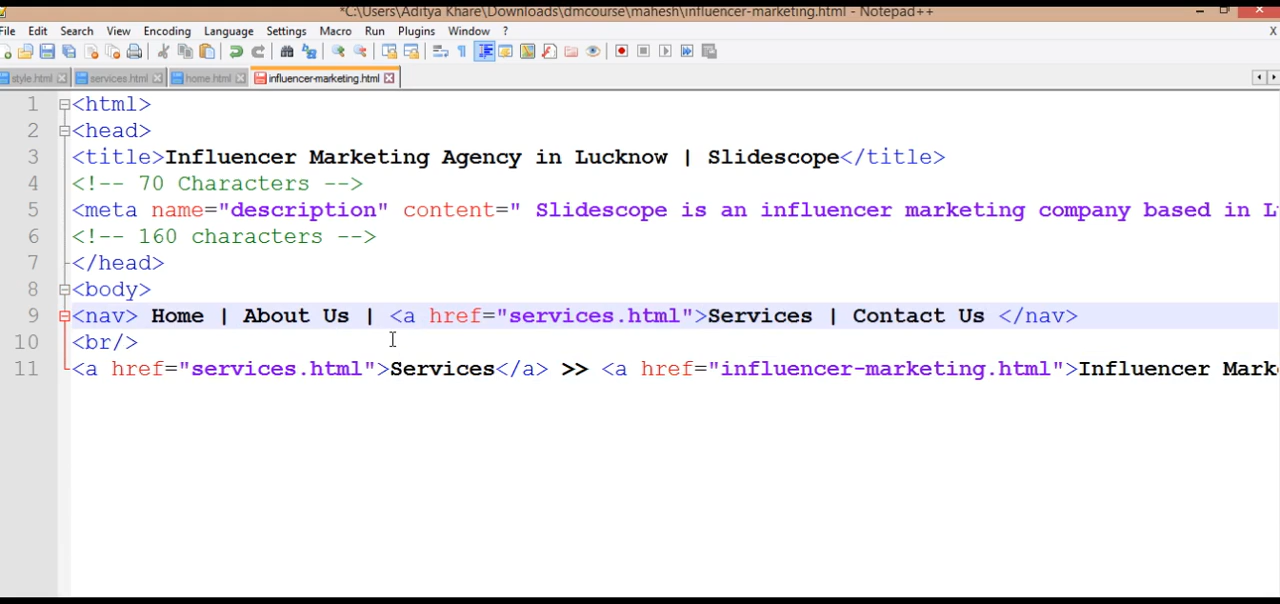 *C:\Users\Aditya Khare\Downloads\dmcourse\mahesh\influencer-marketing.html - Notepad++
File Edit Search View Encoding Language Settings Macro Run Plugins Window ? X
style.html services.html home.html influencer-marketing.html
1 <html>
2 <head>
3 <title>Influencer Marketing Agency in Lucknow | Slidescope</title>
4 <!-- 70 Characters -->
5 <meta name="description" content=" Slidescope is an influencer marketing company based in L
6 <!-- 160 characters -->
7 </head>
8 <body>
9 <nav> Home | About Us | <a href="services.html">Services | Contact Us </nav>
10 <br/>
11 <a href="services.html">Services</a> >> <a href="influencer-marketing.html">Influencer Mark